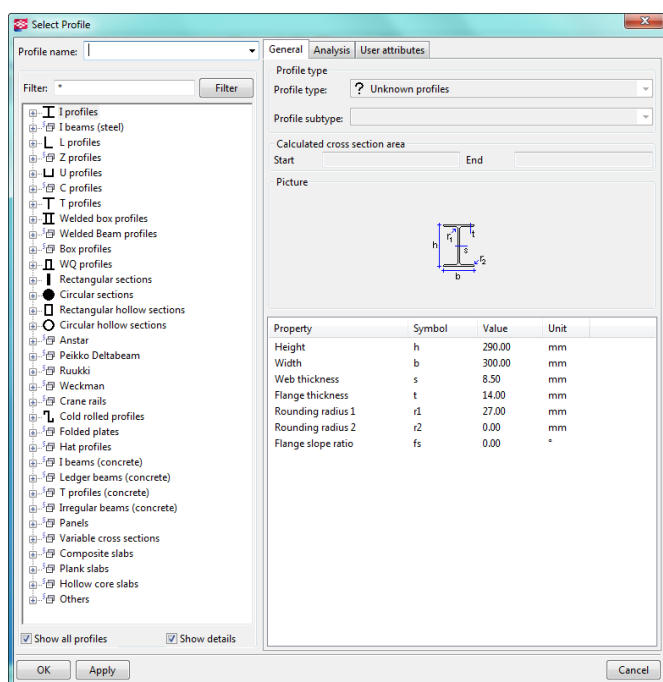 Select Profile
Profile name:
Filter: * Filter
I profiles
I beams (steel)
L profiles
Z profiles
U profiles
C profiles
T profiles
Welded box profiles
Welded Beam profiles
Box profiles
WQ profiles
Rectangular sections
Circular sections
Rectangular hollow sections
Circular hollow sections
Anstar
Peikko Deltabeam
Ruukki
Weckman
Crane rails
Cold rolled profiles
Folded plates
Hat profiles
I beams (concrete)
Ledger beams (concrete)
T profiles (concrete)
Irregular beams (concrete)
Panels
Variable cross sections
Composite slabs
Plank slabs
Hollow core slabs
Others
Show all profiles Show details
General Analysis User attributes
Profile type
Profile type: ? Unknown profiles
Profile subtype:
Calculated cross section area
Start End
Picture
r1 t
h s
r2
b
Property Symbol Value Unit
Height h 290.00 mm
Width b 300.00 mm
Web thickness s 8.50 mm
Flange thickness t 14.00 mm
Rounding radius 1 r1 27.00 mm
Rounding radius 2 r2 0.00 mm
Flange slope ratio fs 0.00 °
OK Apply Cancel